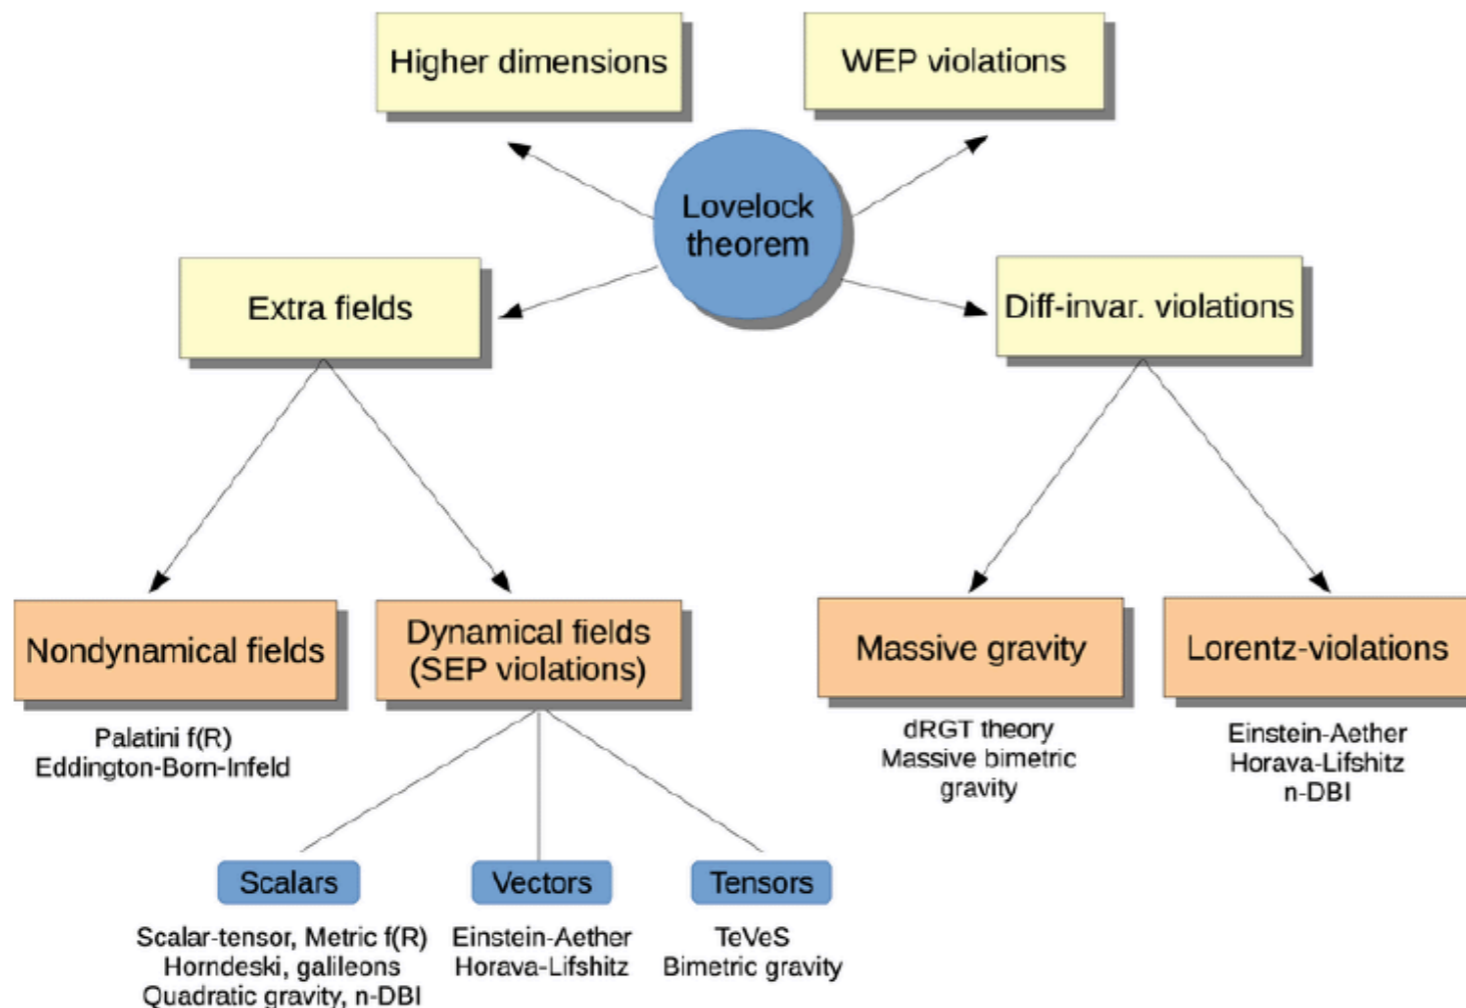 Higher dimensions
WEP violations
Lovelock
theorem
Extra fields
Diff-invar. violations
Nondynamical fields
Dynamical fields
(SEP violations)
Massive gravity
Lorentz-violations
Palatini f(R)
Eddington-Born-Infeld
dRGT theory
Massive bimetric
gravity
Einstein-Aether
Horava-Lifshitz
n-DBI
Scalars
Vectors
Tensors
Scalar-tensor, Metric f(R)
Horndeski, galileons
Quadratic gravity, n-DBI
Einstein-Aether
Horava-Lifshitz
TeVeS
Bimetric gravity